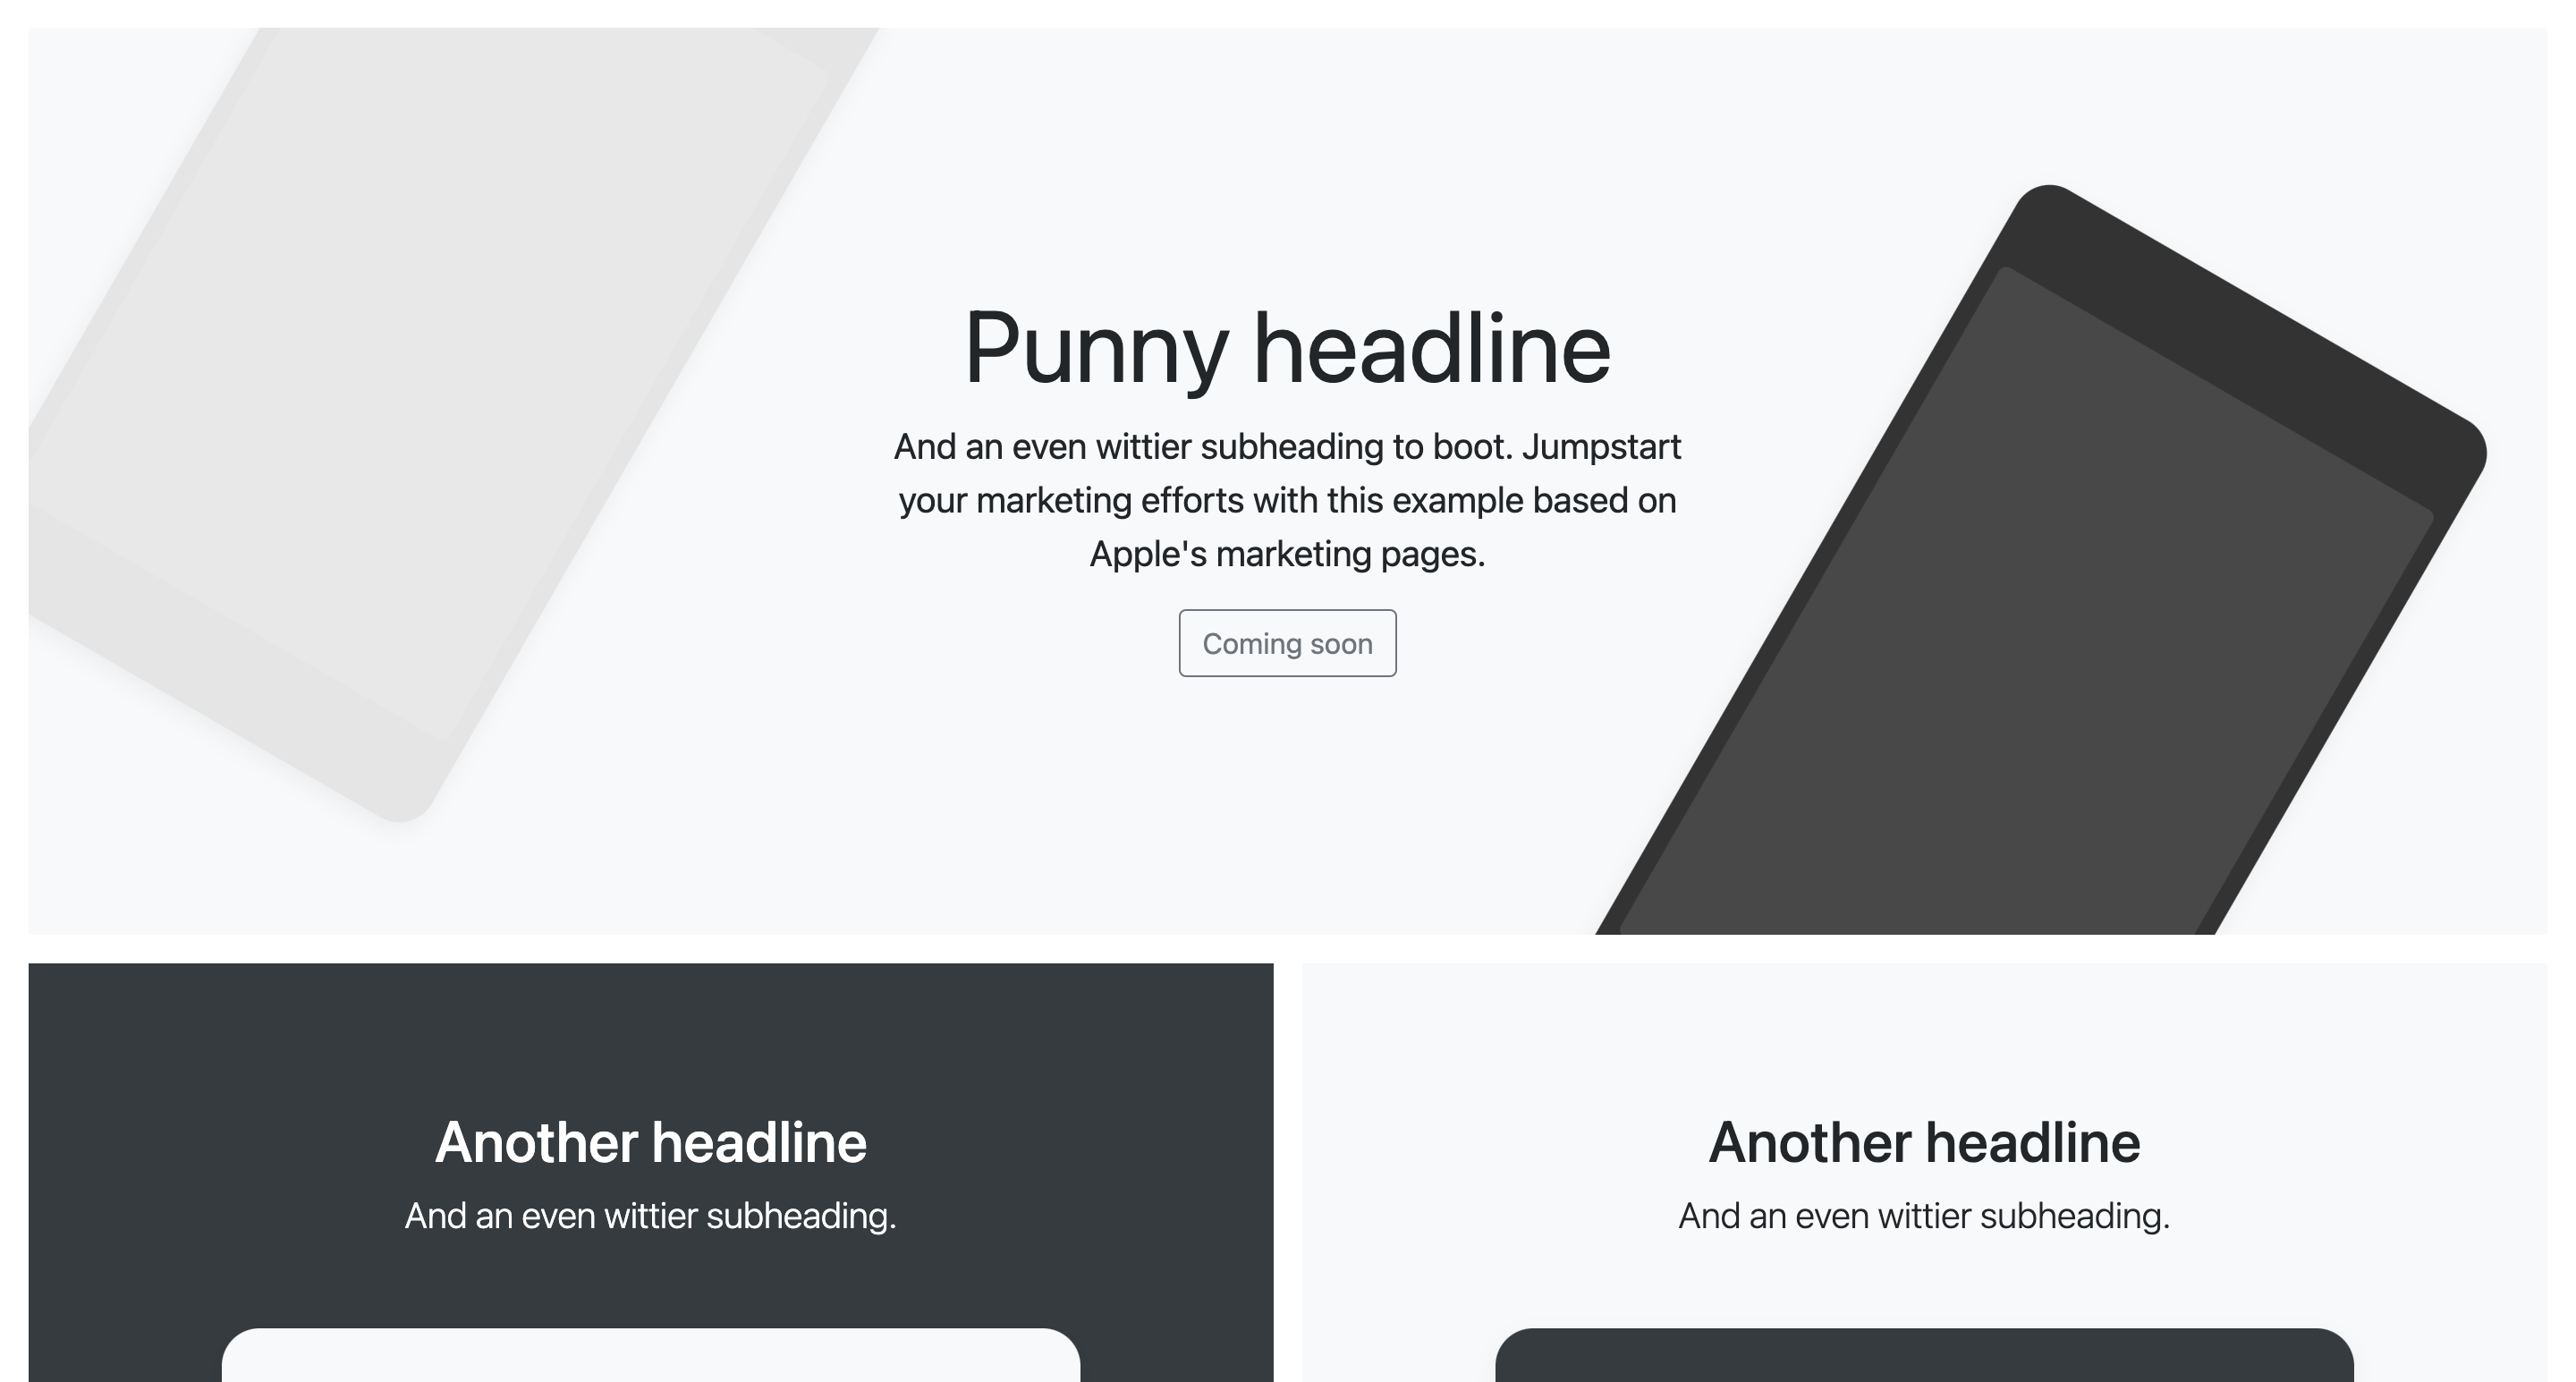 Punny headline
And an even wittier subheading to boot. Jumpstart
your marketing efforts with this example based on
Apple's marketing pages.
Coming soon
Another headline
And an even wittier subheading.
Another headline
And an even wittier subheading.